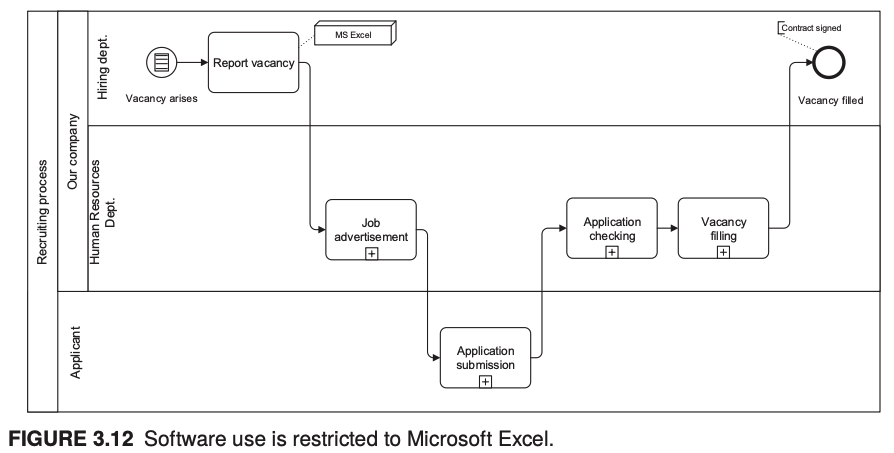 Recruiting process
Our company
Hiring dept.
Vacancy arises
Report vacancy
MS Excel
Contract signed
Vacancy filled
Human Resources
Dept.
Job
advertisement
Application
checking
Vacancy
filling
Applicant
Application
submission
FIGURE 3.12 Software use is restricted to Microsoft Excel.